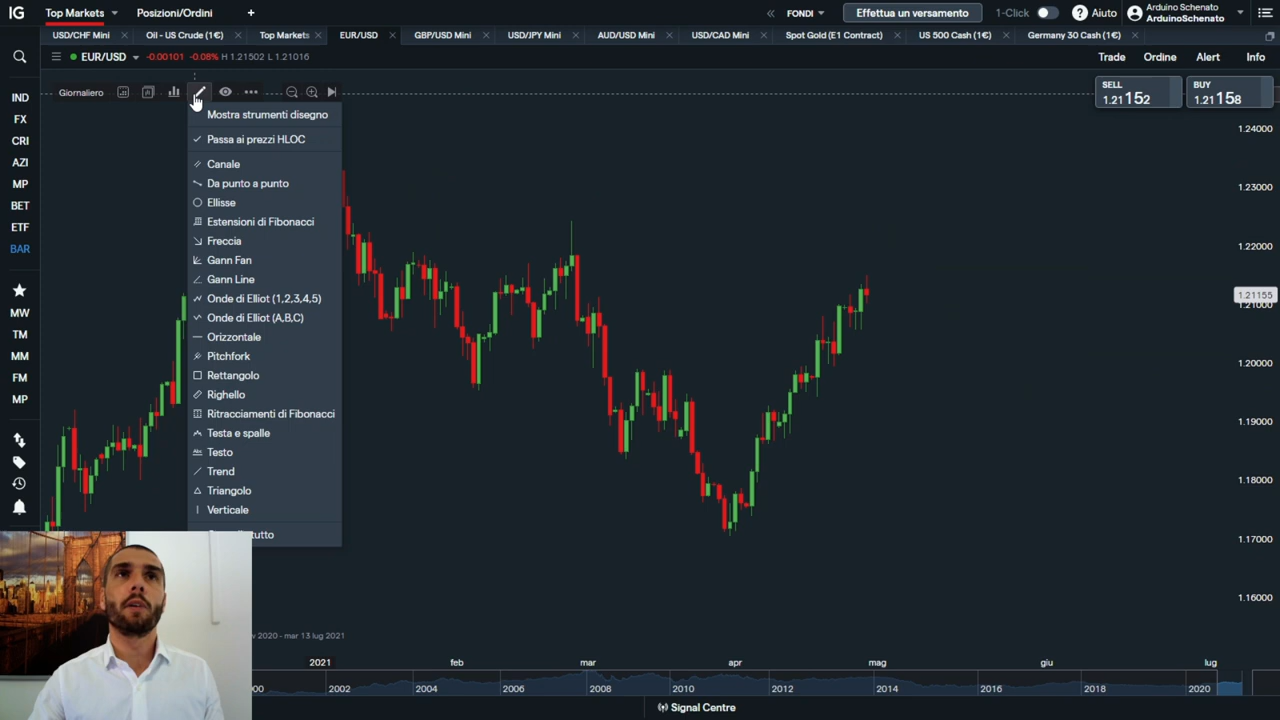 IG
Top Markets
Posizioni/Ordini
+
FONDI
Effettua un versamento
1-Click
Aiuto
Arduino Schenato
ArduinoSchenato
USD/CHF Mini
Oil - US Crude (1€)
Top Markets
EUR/USD
GBP/USD Mini
USD/JPY Mini
AUD/USD Mini
USD/CAD Mini
Spot Gold (E1 Contract)
US 500 Cash (1€)
Germany 30 Cash (1€)
EUR/USD
-0.00101 -0.08% H 1.21502 L 1.21016
Trade
Ordine
Alert
Info
Giornaliero
SELL
1.21152
BUY
1.21158
IND
FX
CRI
AZI
MP
BET
ETF
BAR
MW
TM
MM
FM
MP
Mostra strumenti disegno
Passa ai prezzi HLOC
Canale
Da punto a punto
Ellisse
Estensioni di Fibonacci
Freccia
Gann Fan
Gann Line
Onde di Elliot (1,2,3,4,5)
Onde di Elliot (A,B,C)
Orizzontale
Pitchfork
Rettangolo
Righello
Ritracciamenti di Fibonacci
Testa e spalle
Testo
Trend
Triangolo
Verticale
tutto
1.24000
1.23000
1.22000
1.21155
1.21000
1.20000
1.19000
1.18000
1.17000
1.16000
2020 - mar 13 lug 2021
2021
feb
mar
apr
mag
giu
lug
2002
2004
2006
2008
2010
2012
2014
2016
2018
2020
Signal Centre